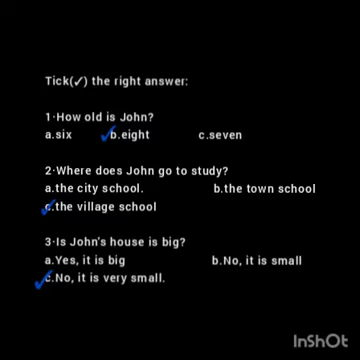 Tick(✓) the right answer:
1·How old is John?
a.six b.eight c.seven
2·Where does John go to study?
a.the city school. b.the town school
c.the village school
3·Is John's house is big?
a.Yes, it is big b.No, it is small
c.No, it is very small.
InShOt